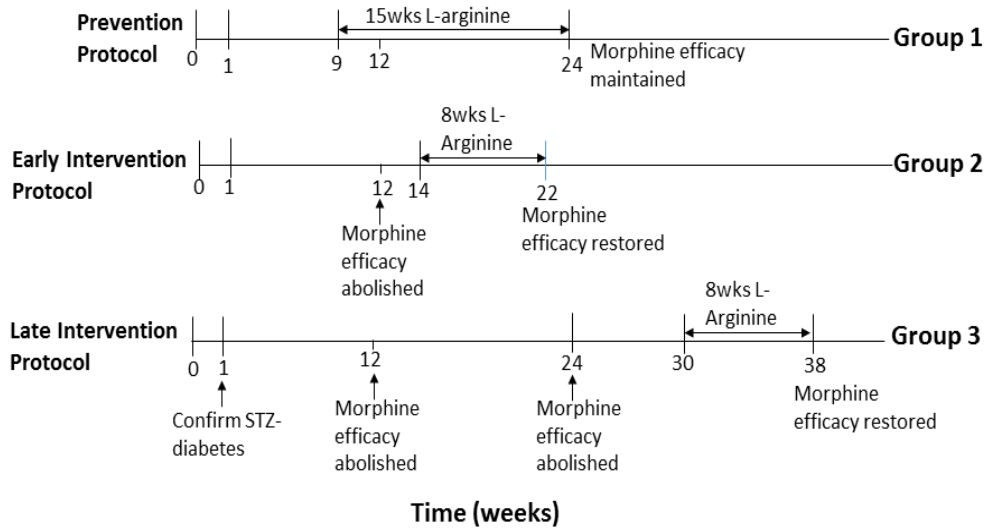 Prevention
Protocol
15wks L-arginine
Group 1
0
1
9
12
24
Morphine efficacy
maintained
8wks L-
Arginine
Early Intervention
Protocol
Group 2
0
1
12
14
22
Morphine
efficacy
abolished
Morphine
efficacy restored
8wks L-
Arginine
Late Intervention
Protocol
Group 3
0
1
12
24
30
38
Confirm STZ-
diabetes
Morphine
efficacy
abolished
Morphine
efficacy
abolished
Morphine
efficacy restored
Time (weeks)